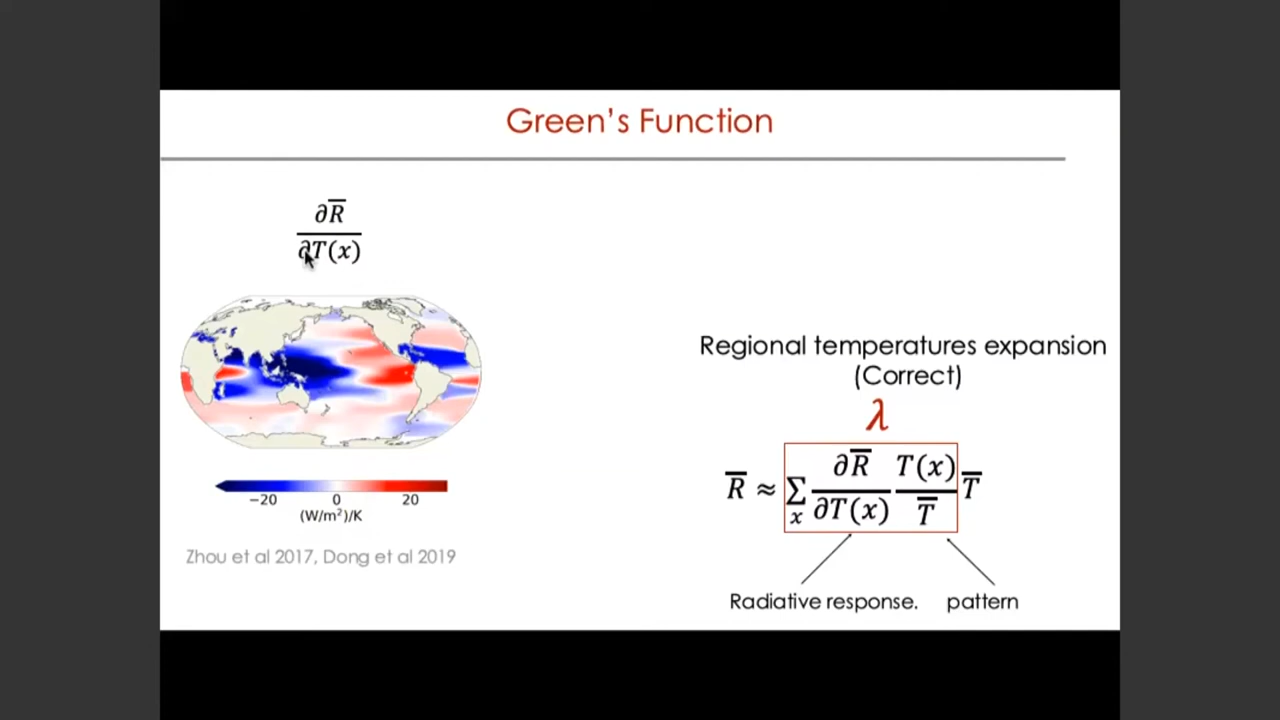 Green's Function
∂R̅
∂T(x)
−20 0 20
(W/m²)/K
Zhou et al 2017, Dong et al 2019
Regional temperatures expansion
(Correct)
λ
R̅ ≈ ∑ₓ ∂R̅/∂T(x) T(x)/T̅ T̅
Radiative response. pattern